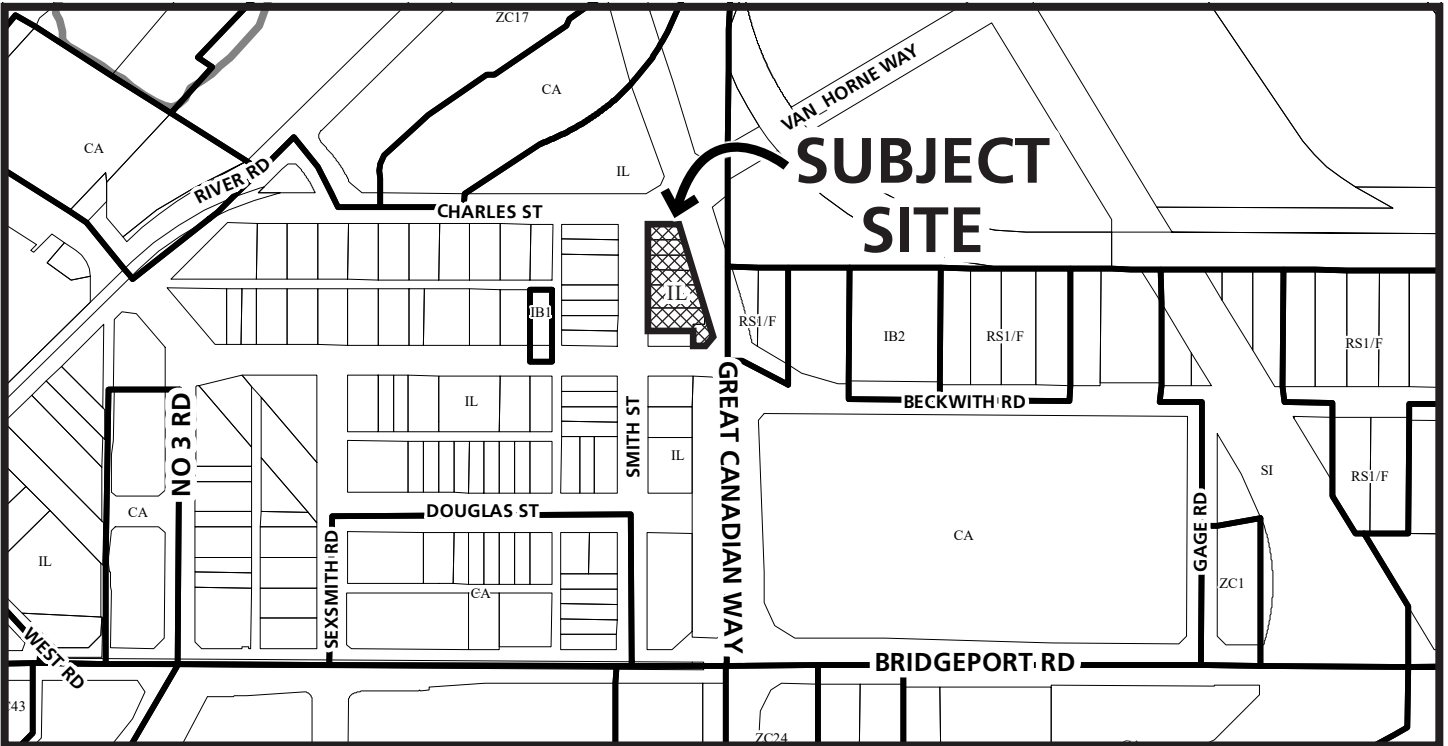 ZC17
CA
VAN HORNE WAY
CA
SUBJECT
SITE
RIVER RD
IL
CHARLES ST
IL
IB1
RS1/F
IB2
RS1/F
RS1/F
GREAT CANADIAN WAY
NO 3 RD
IL
SMITH ST
BECKWITH RD
IL
SI
RS1/F
CA
DOUGLAS ST
GAGE RD
CA
IL
SEXSMITH RD
CA
ZC1
WEST RD
BRIDGEPORT RD
ZC24